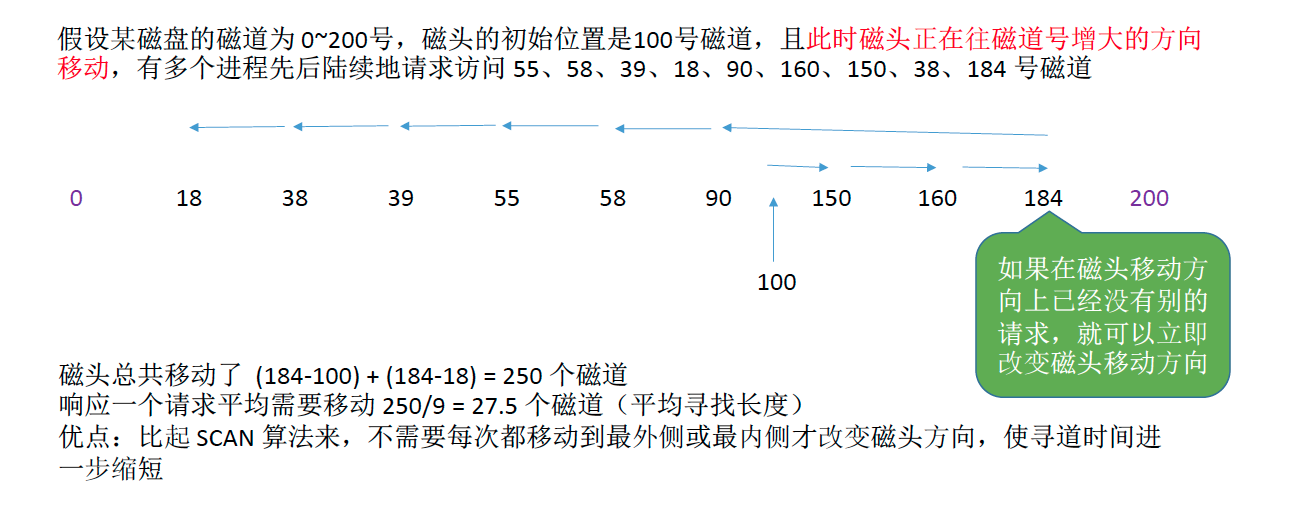 假设某磁盘的磁道为 0~200号，磁头的初始位置是100号磁道，且此时磁头正在往磁道号增大的方向
移动，有多个进程先后陆续地请求访问 55、58、39、18、90、160、150、38、184 号磁道
0 18 38 39 55 58 90 150 160 184 200
100
如果在磁头移动方
向上已经没有别的
请求，就可以立即
改变磁头移动方向
磁头总共移动了 (184-100) + (184-18) = 250 个磁道
响应一个请求平均需要移动 250/9 = 27.5 个磁道（平均寻找长度）
优点：比起 SCAN 算法来，不需要每次都移动到最外侧或最内侧才改变磁头方向，使寻道时间进
一步缩短